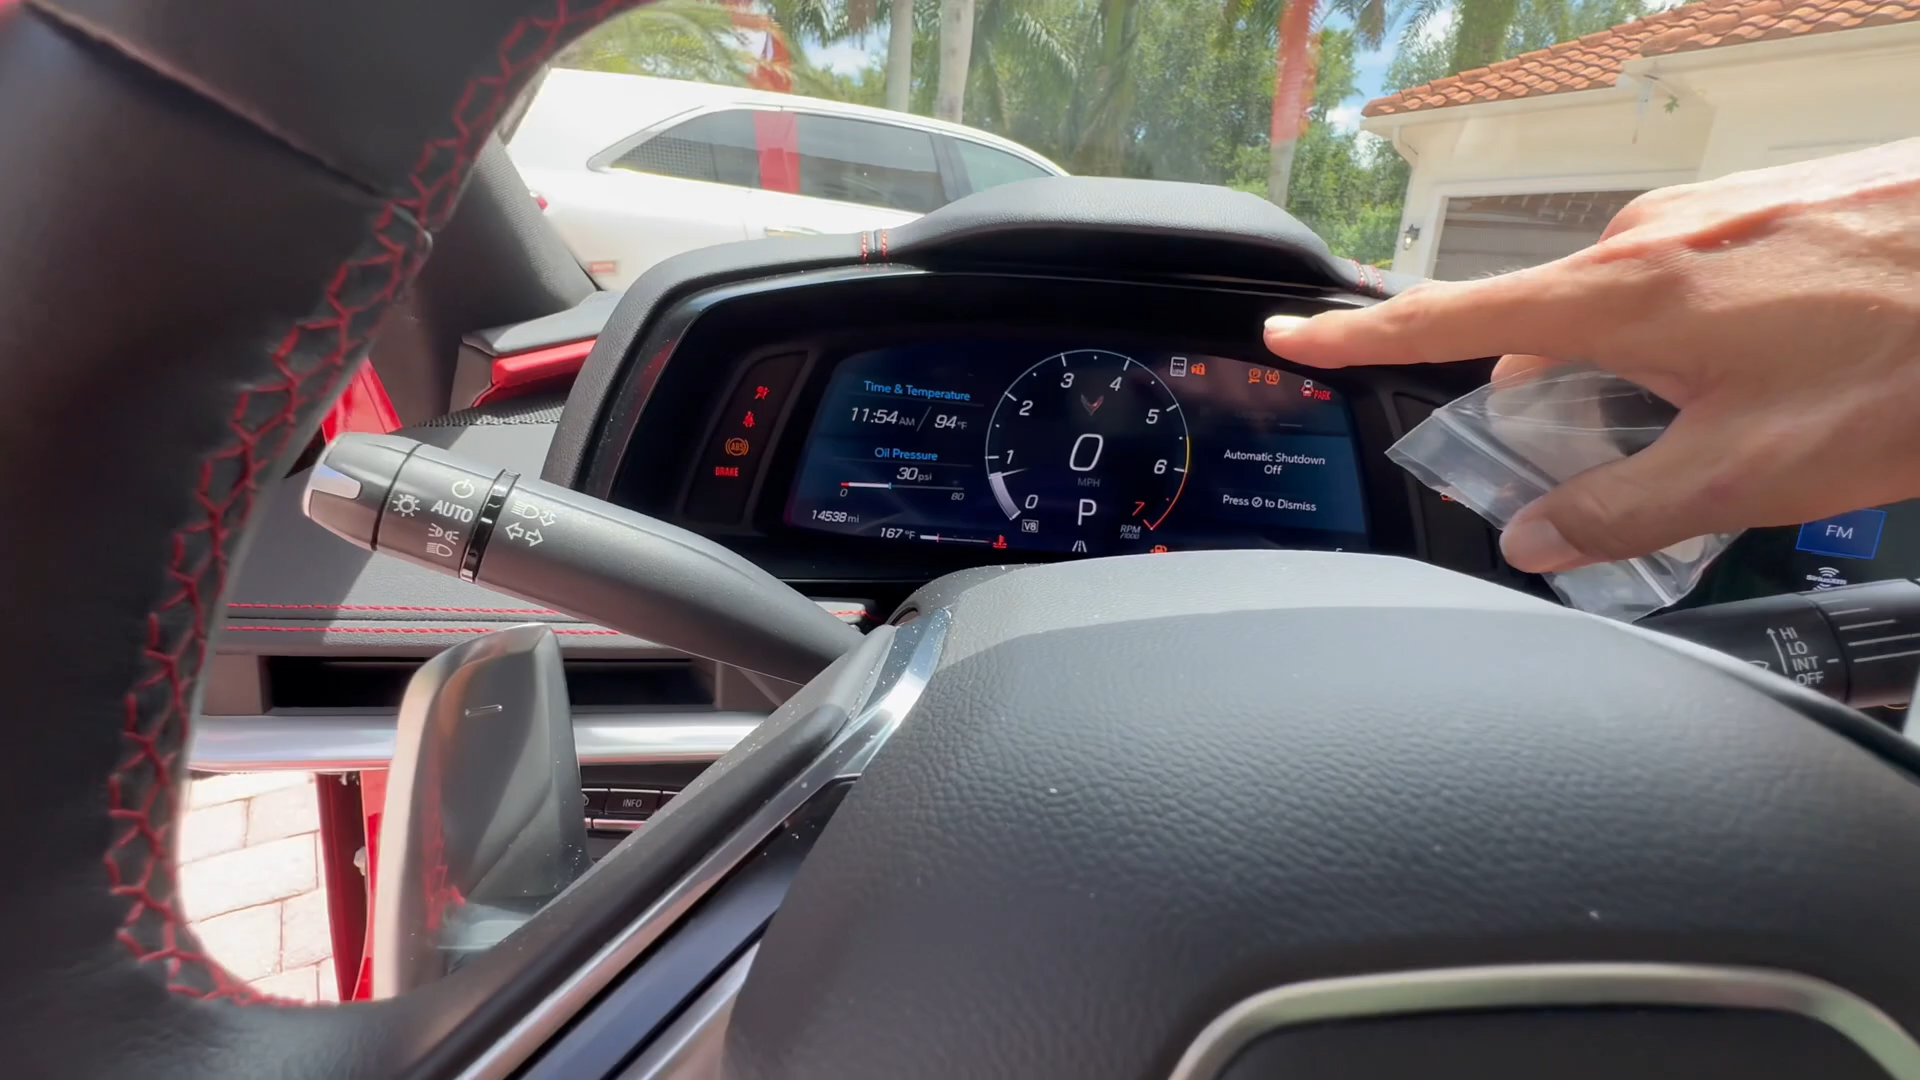 Time & Temperature
11:54 AM / 94°F
Oil Pressure
30 psi
0 80
14538 mi
167 °F
ABS
BRAKE
0
1
2
3
4
5
6
7
0
MPH
P
V8
RPM
/1000
PARK
Automatic Shutdown
Off
Press ⊘ to Dismiss
AUTO
INFO
FM
SiriusXM
HI
LO
INT
OFF